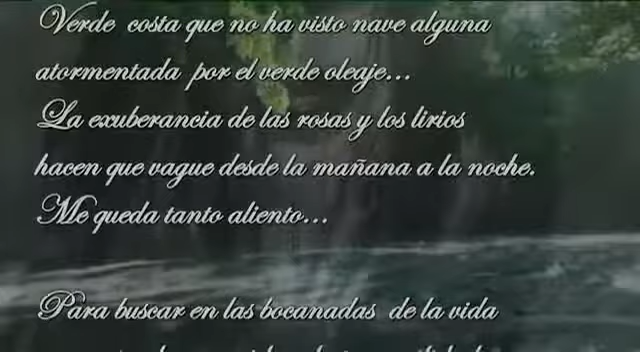 Verde costa que no ha visto nave alguna
atormentada por el verde oleaje...
La exuberancia de las rosas y los lirios
hacen que vague desde la mañana a la noche.
Me queda tanto aliento...
Para buscar en las bocanadas de la vida